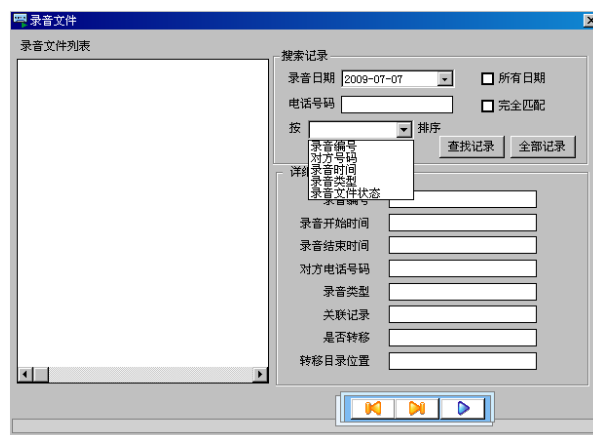 录音文件
录音文件列表
搜索记录
录音日期 2009-07-07 所有日期
电话号码 完全匹配
按 排序
查找记录 全部记录
录音编号
对方号码
录音时间
录音类型
录音文件状态
详细
录音编号
录音开始时间
录音结束时间
对方电话号码
录音类型
关联记录
是否转移
转移目录位置